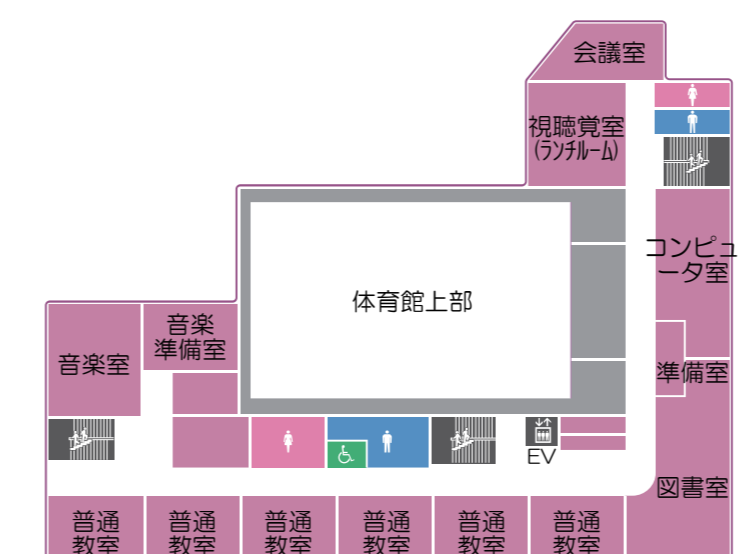 会議室
視聴覚室
(ランチルーム)
コンピュ
ータ室
体育館上部
音楽
準備室
音楽室
準備室
EV
図書室
普通
教室
普通
教室
普通
教室
普通
教室
普通
教室
普通
教室